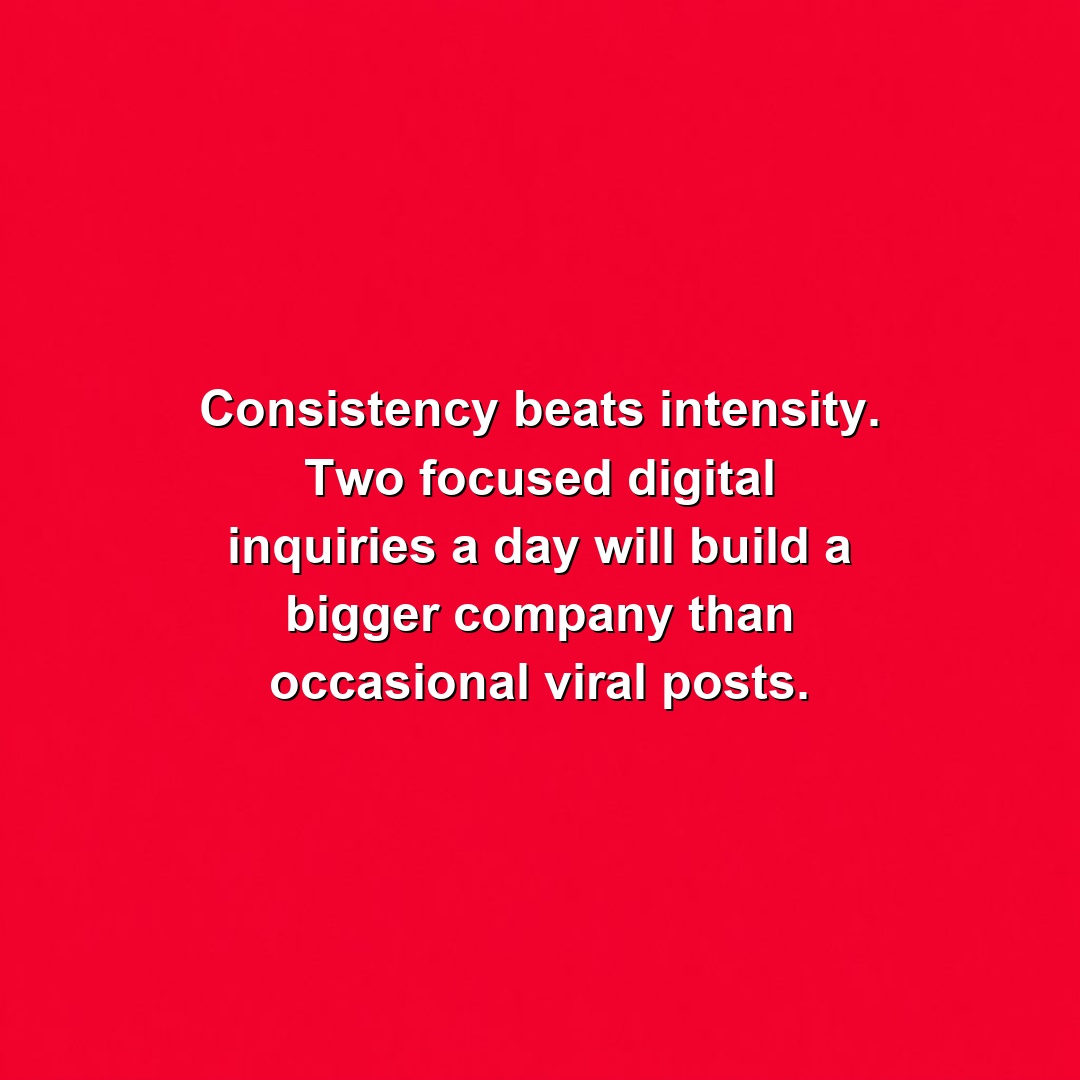 Consistency beats intensity.
Two focused digital
inquiries a day will build a
bigger company than
occasional viral posts.